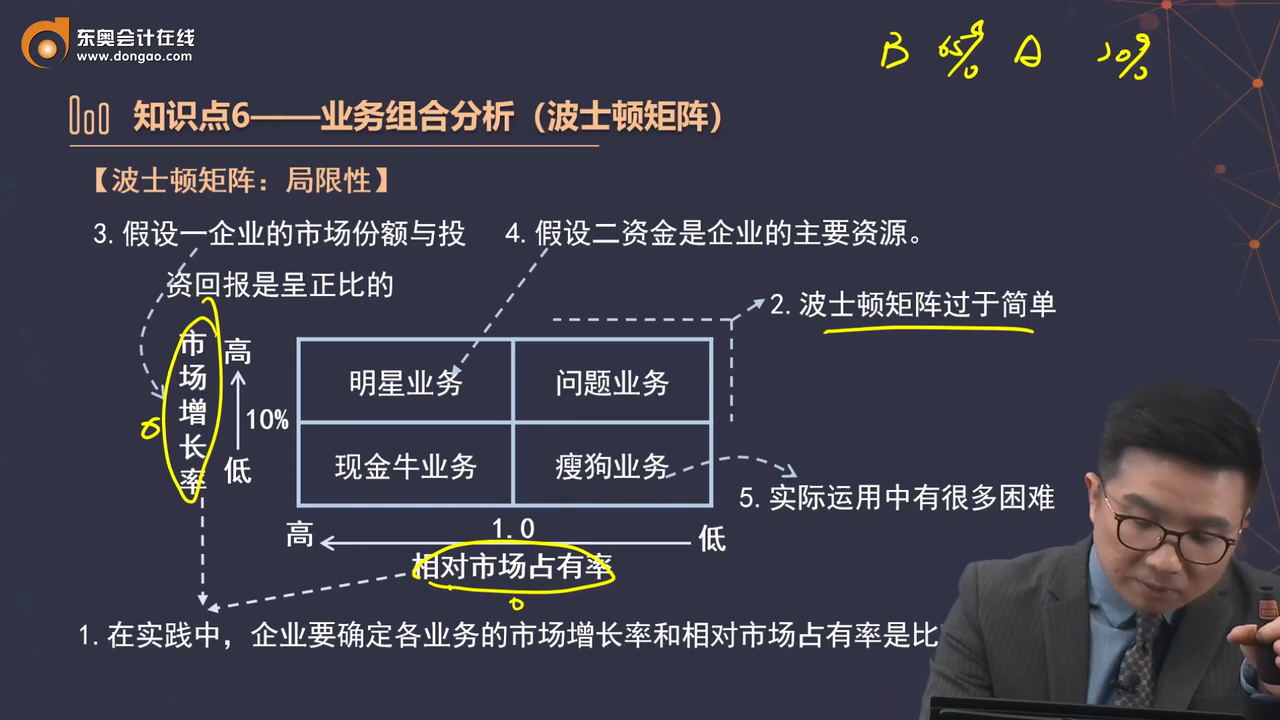 东奥会计在线
www.dongao.com
B 65% A 20%
知识点6——业务组合分析（波士顿矩阵）
【波士顿矩阵：局限性】
3.假设一企业的市场份额与投
资回报是呈正比的
4.假设二资金是企业的主要资源。
2.波士顿矩阵过于简单
市场增长率
高
10%
低
明星业务
问题业务
现金牛业务
瘦狗业务
5.实际运用中有很多困难
高
1.0
低
相对市场占有率
1.在实践中，企业要确定各业务的市场增长率和相对市场占有率是比